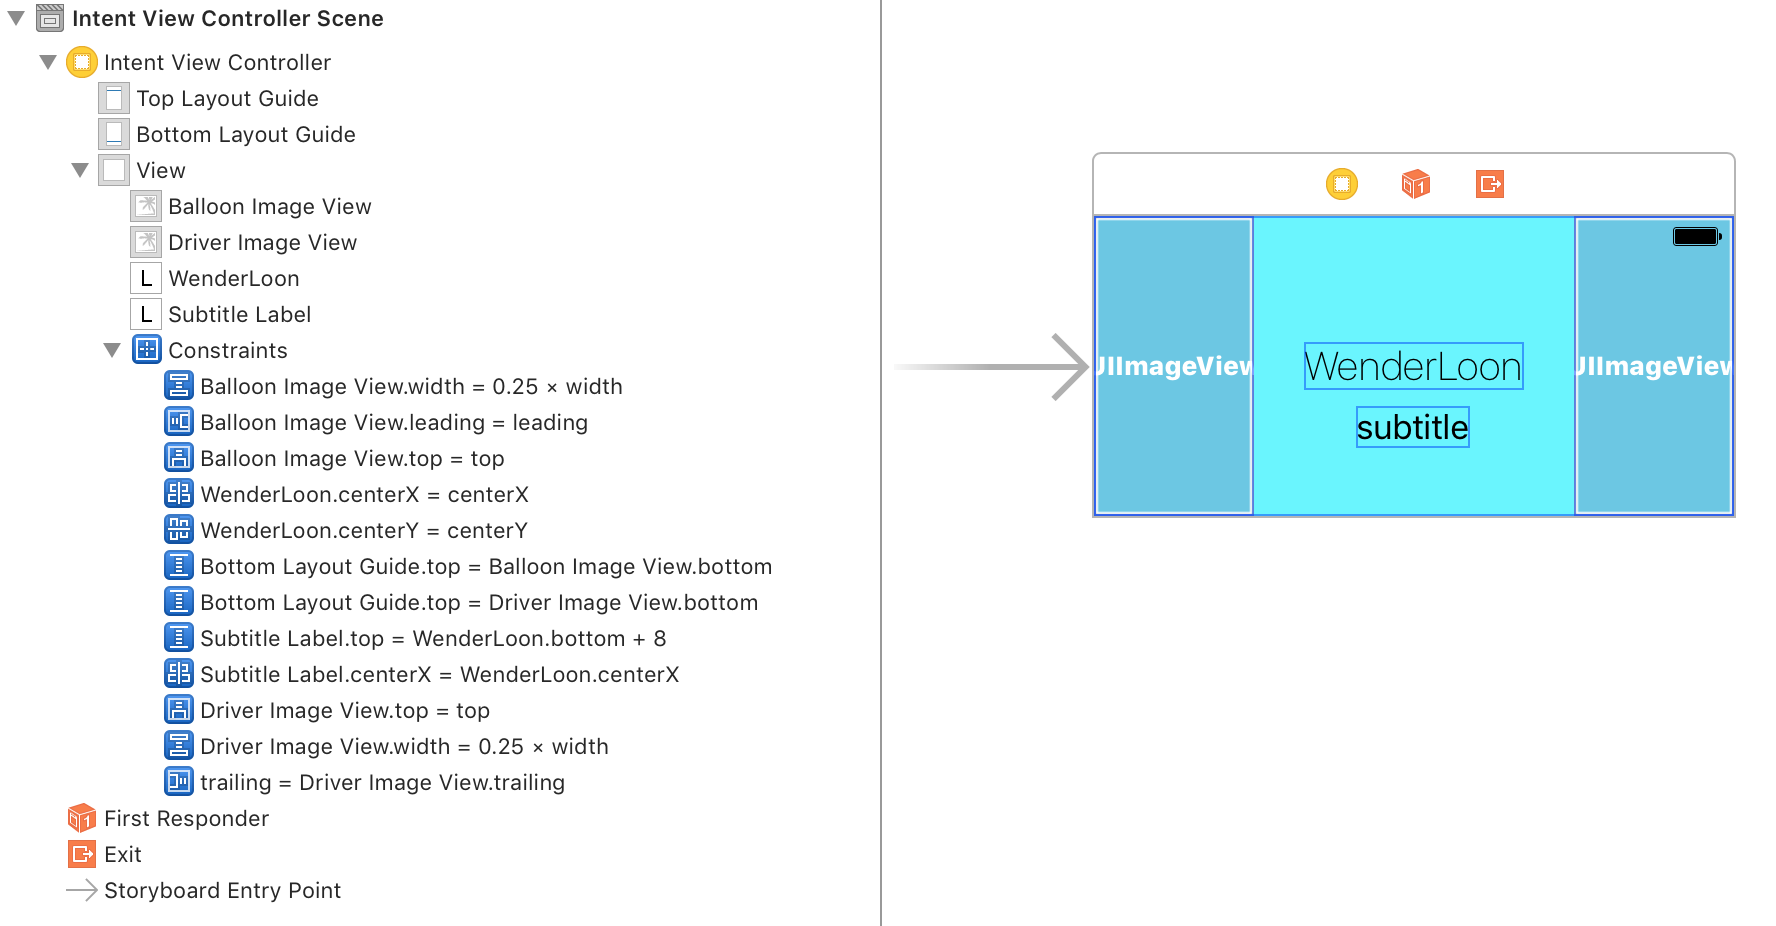 Intent View Controller Scene
Intent View Controller
Top Layout Guide
Bottom Layout Guide
View
Balloon Image View
Driver Image View
L WenderLoon
L Subtitle Label
Constraints
Balloon Image View.width = 0.25 × width
Balloon Image View.leading = leading
Balloon Image View.top = top
WenderLoon.centerX = centerX
WenderLoon.centerY = centerY
Bottom Layout Guide.top = Balloon Image View.bottom
Bottom Layout Guide.top = Driver Image View.bottom
Subtitle Label.top = WenderLoon.bottom + 8
Subtitle Label.centerX = WenderLoon.centerX
Driver Image View.top = top
Driver Image View.width = 0.25 × width
trailing = Driver Image View.trailing
1 First Responder
Exit
Storyboard Entry Point
1
UIImageView
WenderLoon
subtitle
UIImageView